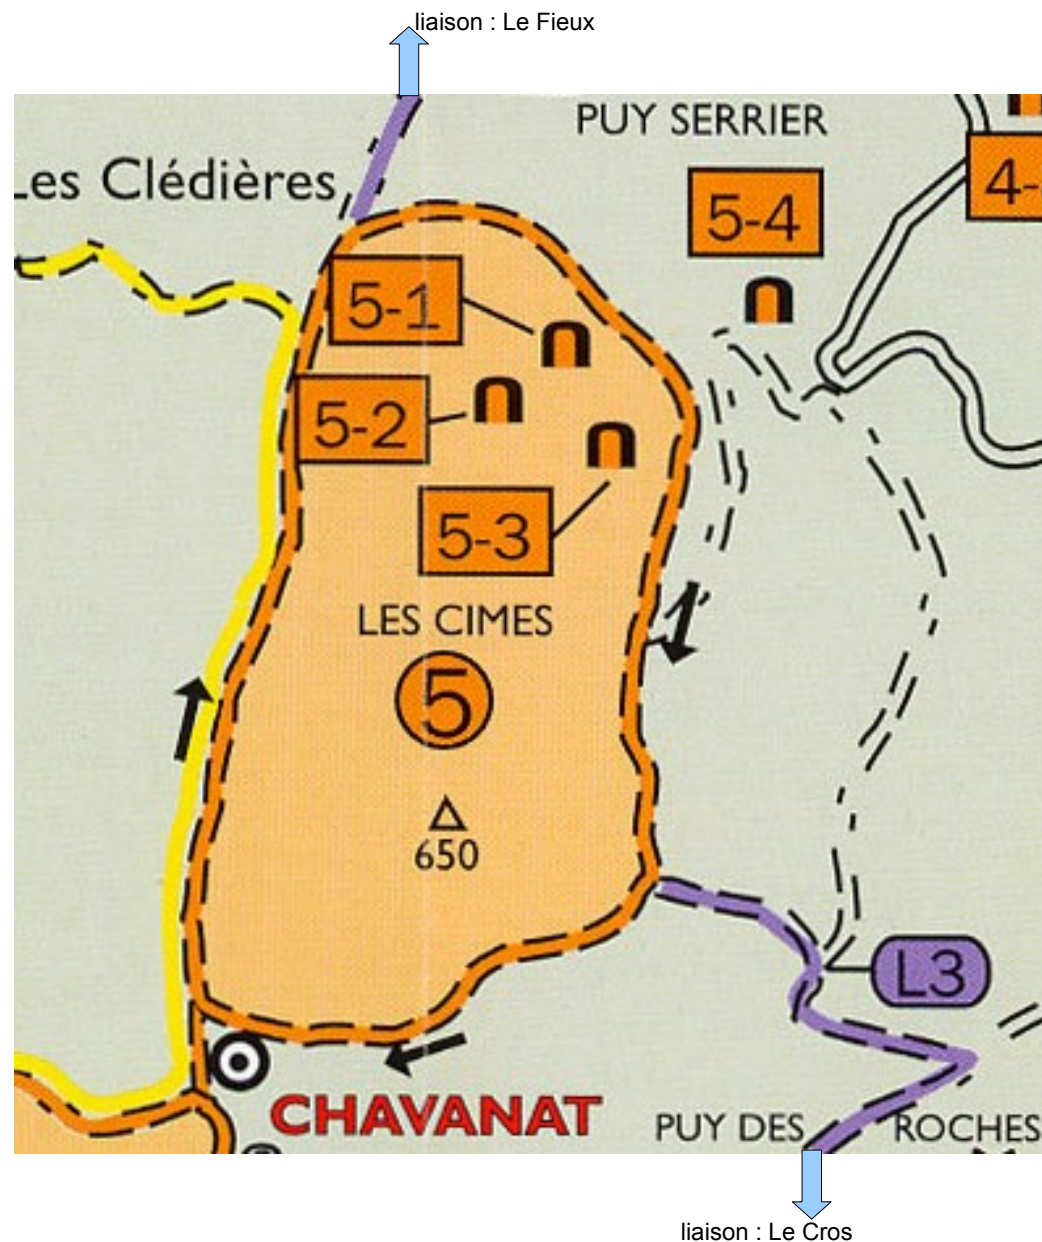 liaison : Le Fieux
PUY SERRIER
Les Clédières
4-
5-4
5-1
5-2
5-3
LES CIMES
5
650
L3
CHAVANAT
PUY DES ROCHES
liaison : Le Cros